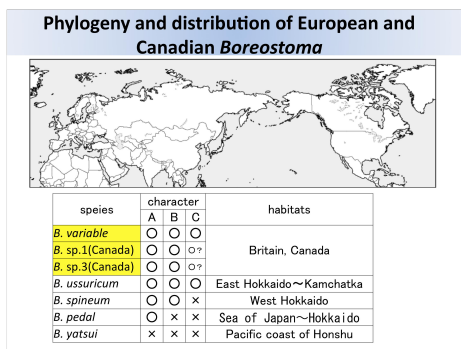 Phylogeny and distribution of European and
Canadian Boreostoma
speies character habitats
A B C
B. variable ○ ○ ○
B. sp.1(Canada) ○ ○ ○? Britain, Canada
B. sp.3(Canada) ○ ○ ○?
B. ussuricum ○ ○ ○ East Hokkaido～Kamchatka
B. spineum ○ ○ × West Hokkaido
B. pedal ○ × × Sea of Japan～Hokkaido
B. yatsui × × × Pacific coast of Honshu